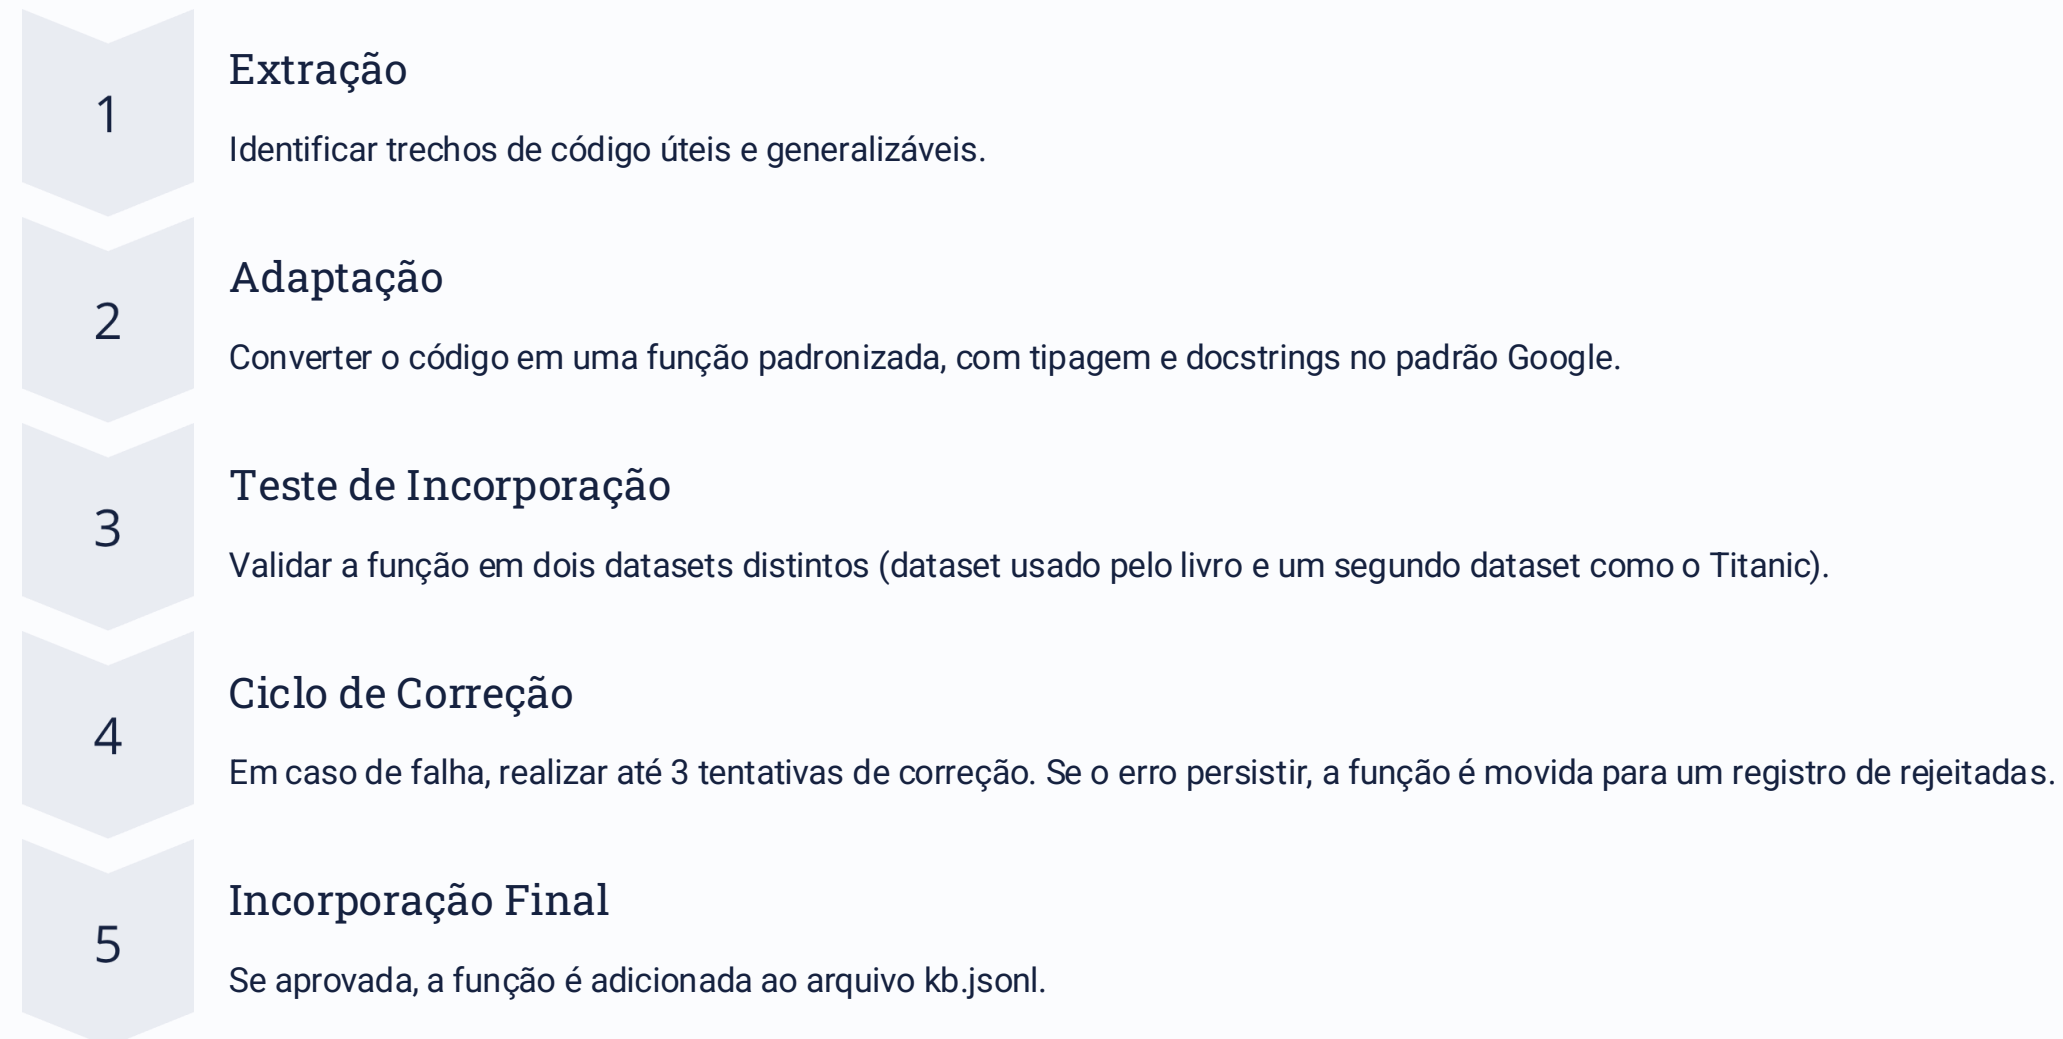 1
Extração
Identificar trechos de código úteis e generalizáveis.
2
Adaptação
Converter o código em uma função padronizada, com tipagem e docstrings no padrão Google.
3
Teste de Incorporação
Validar a função em dois datasets distintos (dataset usado pelo livro e um segundo dataset como o Titanic).
4
Ciclo de Correção
Em caso de falha, realizar até 3 tentativas de correção. Se o erro persistir, a função é movida para um registro de rejeitadas.
5
Incorporação Final
Se aprovada, a função é adicionada ao arquivo kb.jsonl.